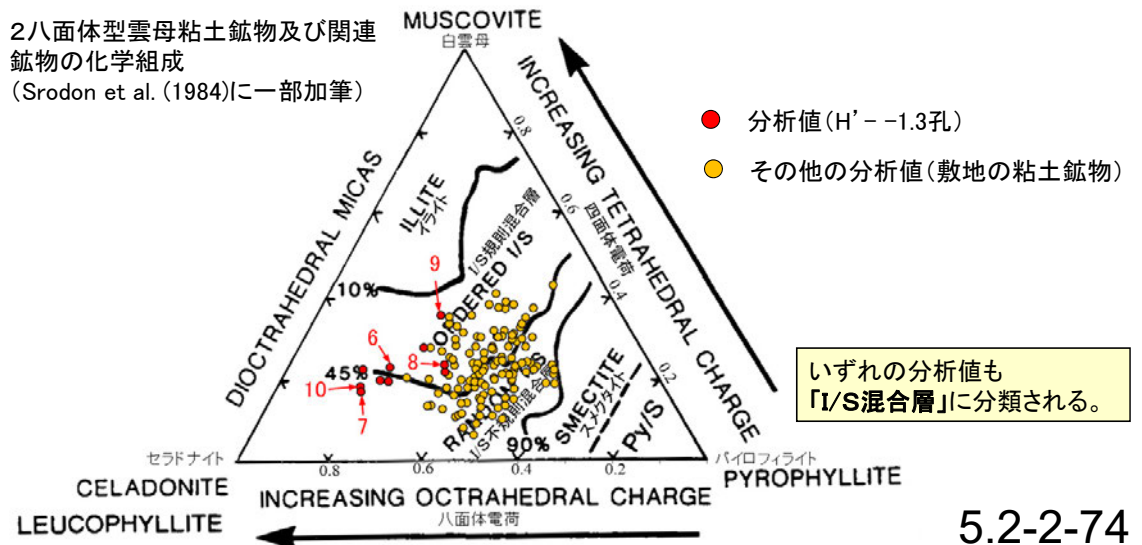 2八面体型雲母粘土鉱物及び関連
鉱物の化学組成
(Srodon et al. (1984)に一部加筆)
MUSCOVITE
白雲母
分析値(H'- -1.3孔)
その他の分析値(敷地の粘土鉱物)
DIOCTRAHEDRAL MICAS
INCREASING TETRAHEDRAL CHARGE
四面体電荷
0.8
0.6
0.4
0.2
ILLITE
イライト
I/S規則混合層
ORDERED I/S
10%
9
6
8
45%
10
7
I/S不規則混合層
90%
SMECTITE
スメクタイト
Py/S
いずれの分析値も
「I/S混合層」に分類される。
セラドナイト
0.8
0.6
0.4
0.2
パイロフィライト
CELADONITE
PYROPHYLLITE
INCREASING OCTRAHEDRAL CHARGE
LEUCOPHYLLITE
八面体電荷
5.2-2-74